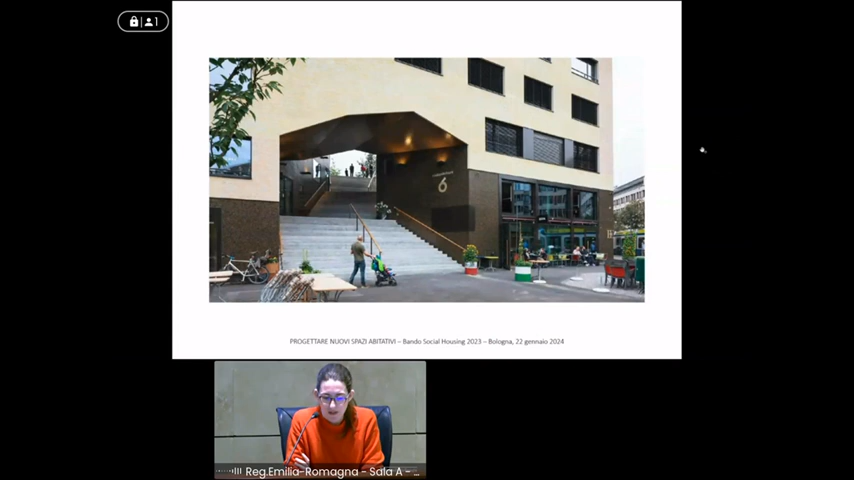 1
6
PROGETTARE NUOVI SPAZI ABITATIVI – Bando Social Housing 2023 – Bologna, 22 gennaio 2024
Reg.Emilia-Romagna - Sala A - ...